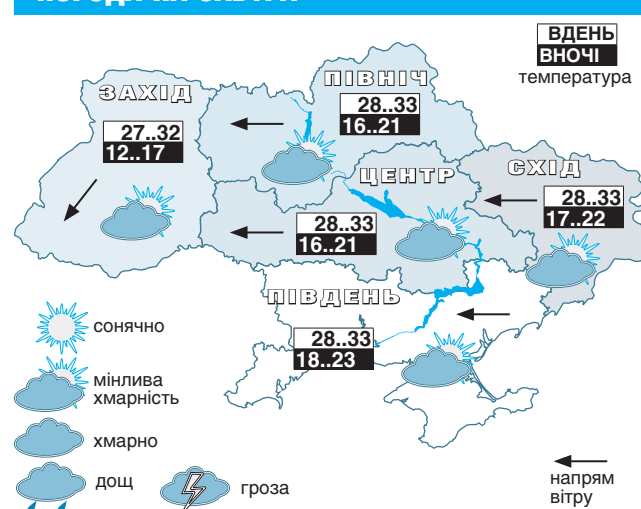 ВДЕНЬ
ВНОЧІ
температура
ПІВНІЧ
28..33
16..21
ЗАХІД
27..32
12..17
ЦЕНТР
28..33
16..21
СХІД
28..33
17..22
ПІВДЕНЬ
28..33
18..23
сонячно
мінлива
хмарність
хмарно
дощ
гроза
напрям
вітру